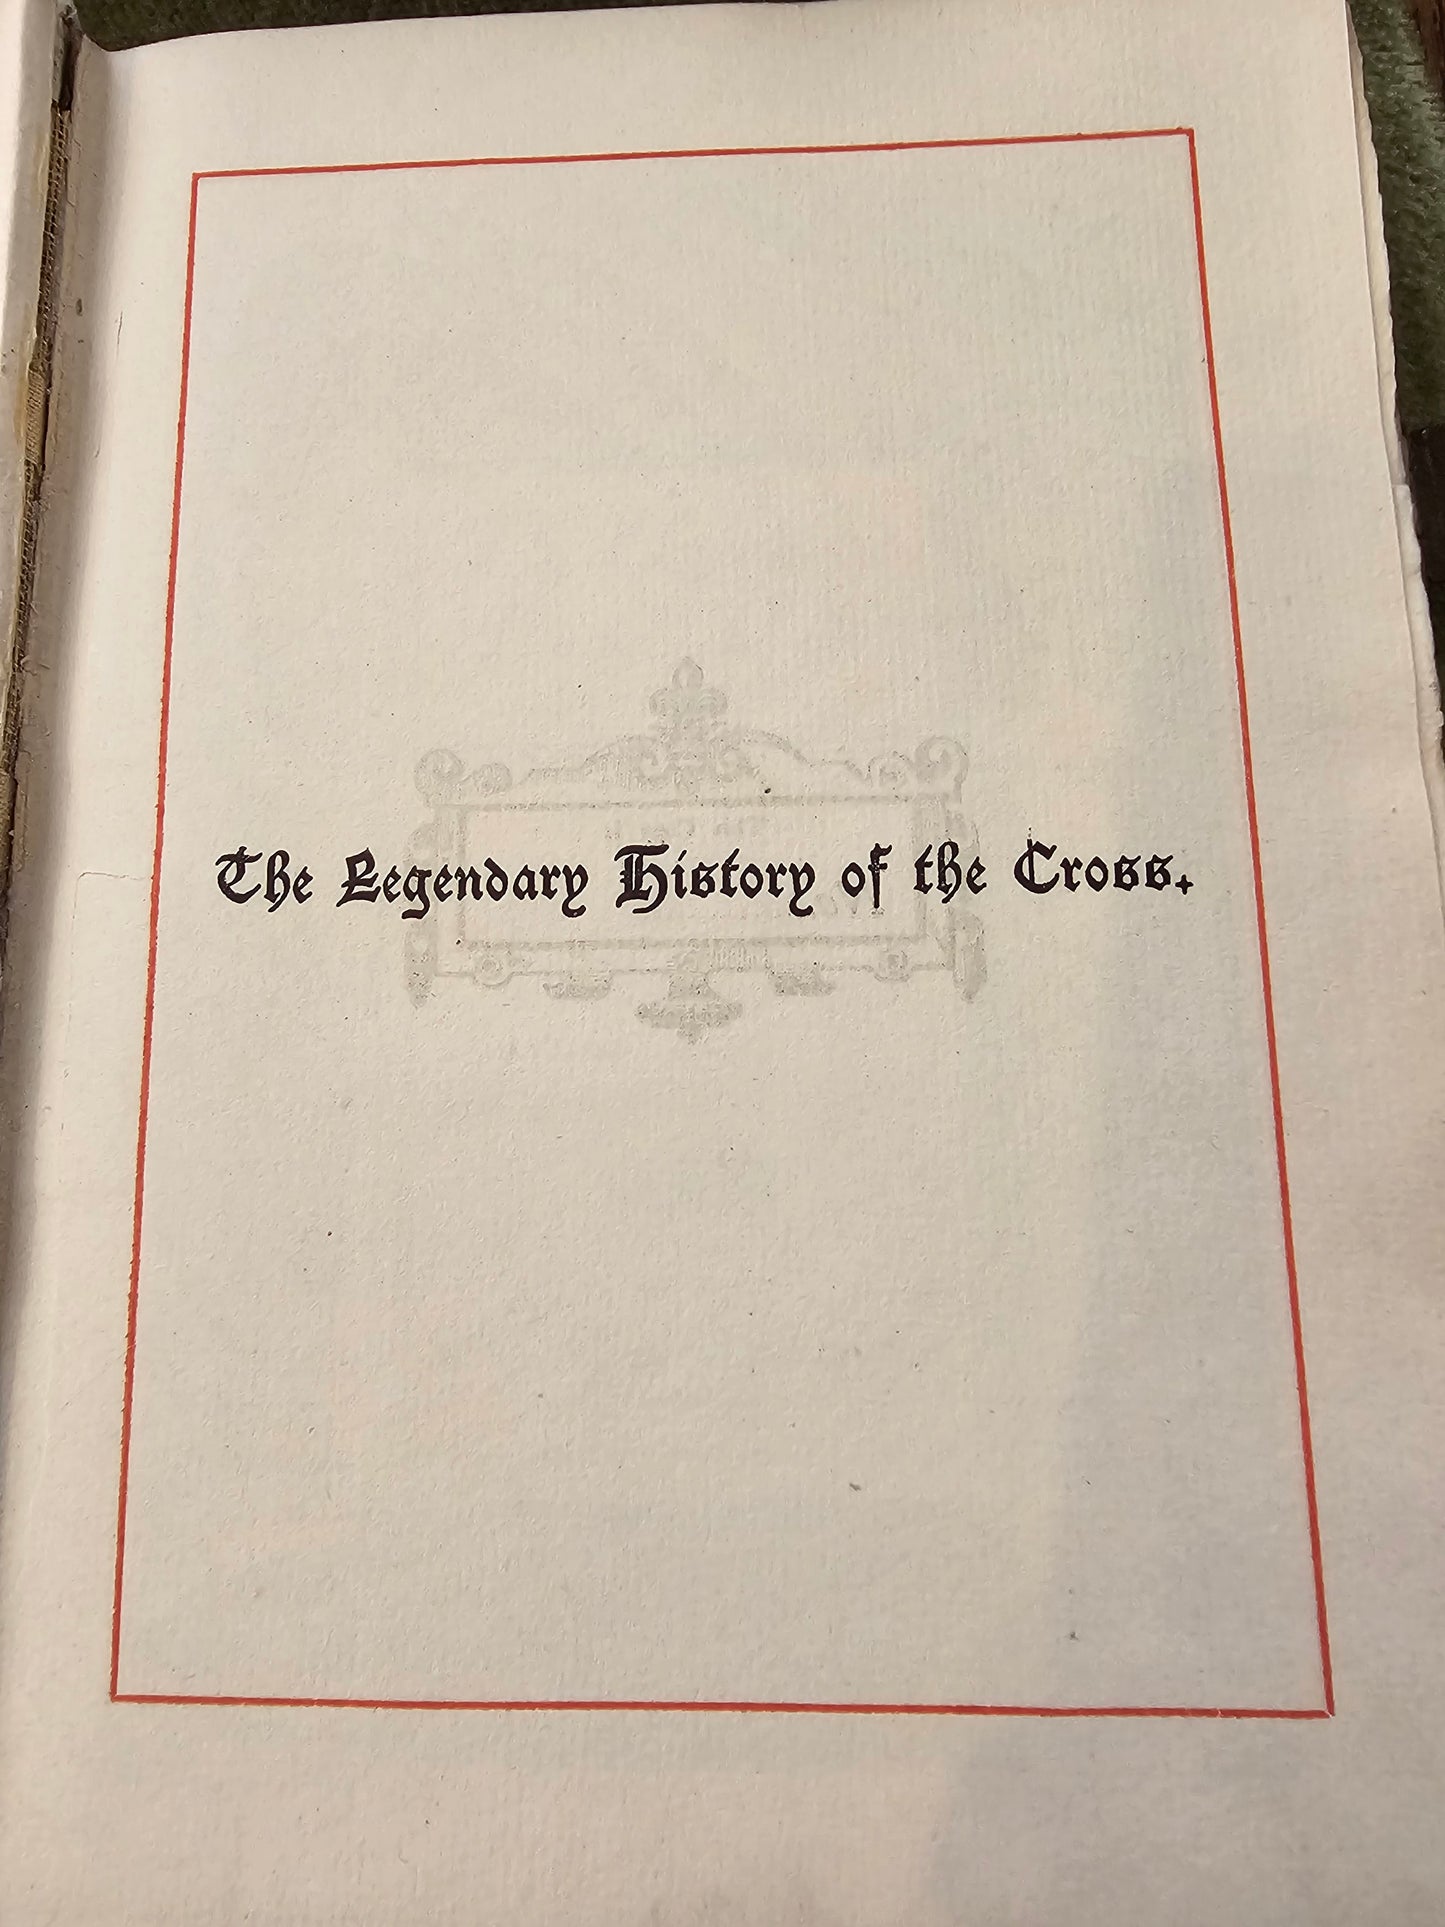 The Legendary History of the Cross.